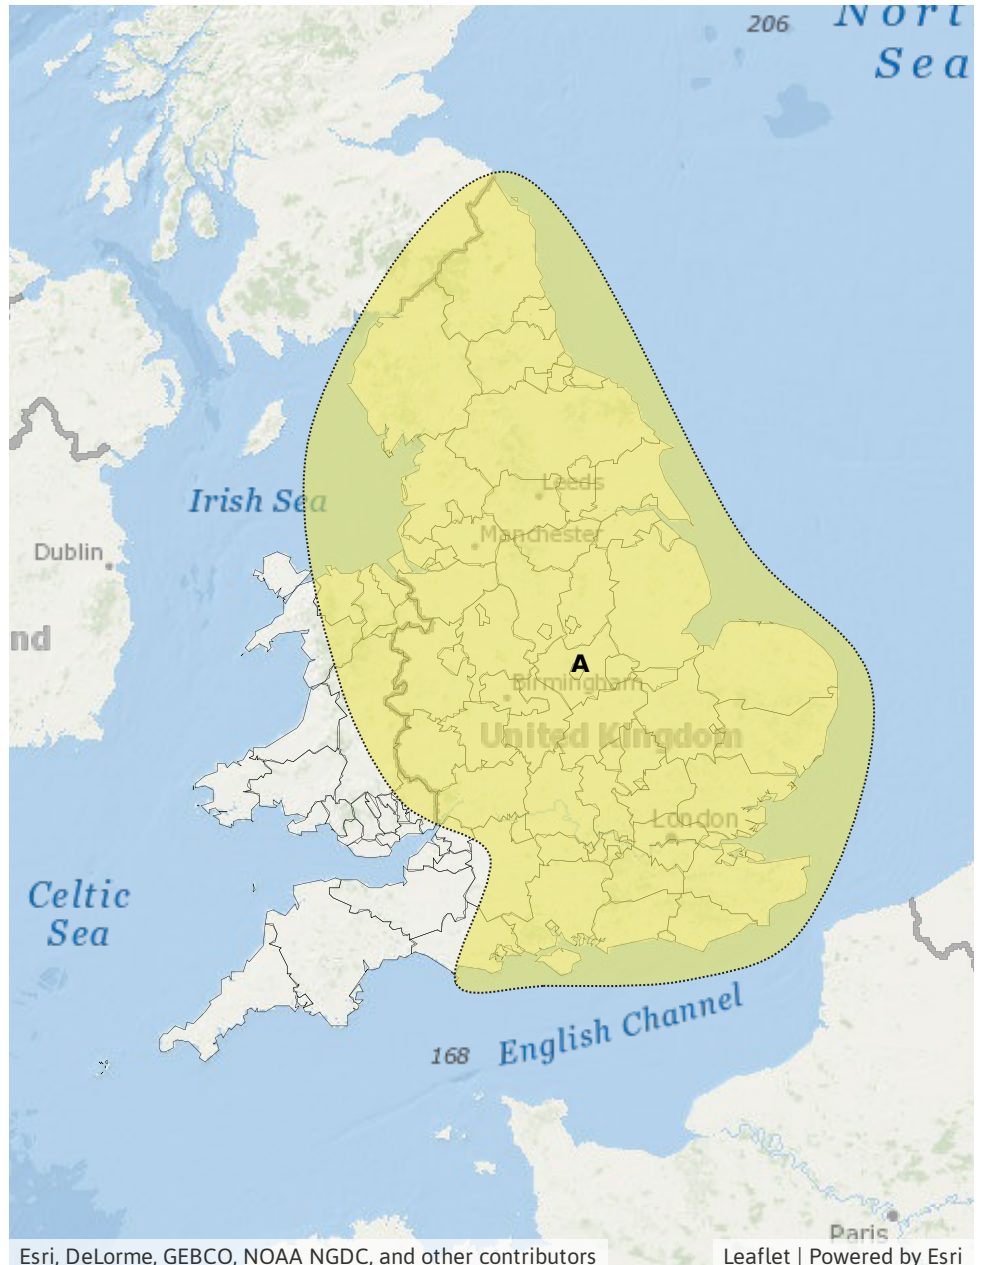 206
Nort
Sea
Leeds
Irish Sea
Manchester
Dublin
nd
A
Birmingham
United Kingdom
London
Celtic
Sea
English Channel
168
Paris
Esri, DeLorme, GEBCO, NOAA NGDC, and other contributors
Leaflet | Powered by Esri